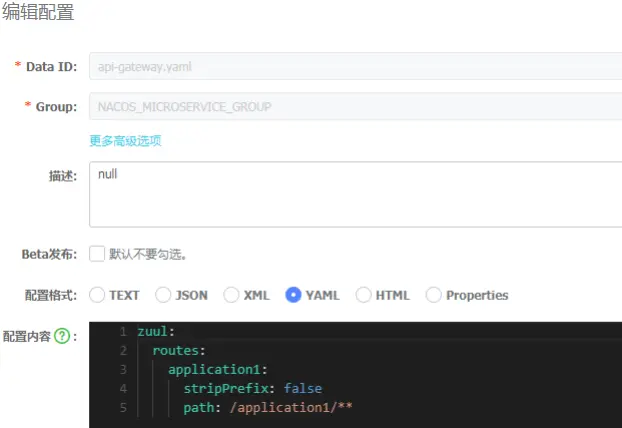 编辑配置
* Data ID: api-gateway.yaml
* Group: NACOS_MICROSERVICE_GROUP
更多高级选项
描述: null
Beta发布: 默认不要勾选。
配置格式: TEXT JSON XML YAML HTML Properties
配置内容 ? :
1 zuul:
2 routes:
3 application1:
4 stripPrefix: false
5 path: /application1/**